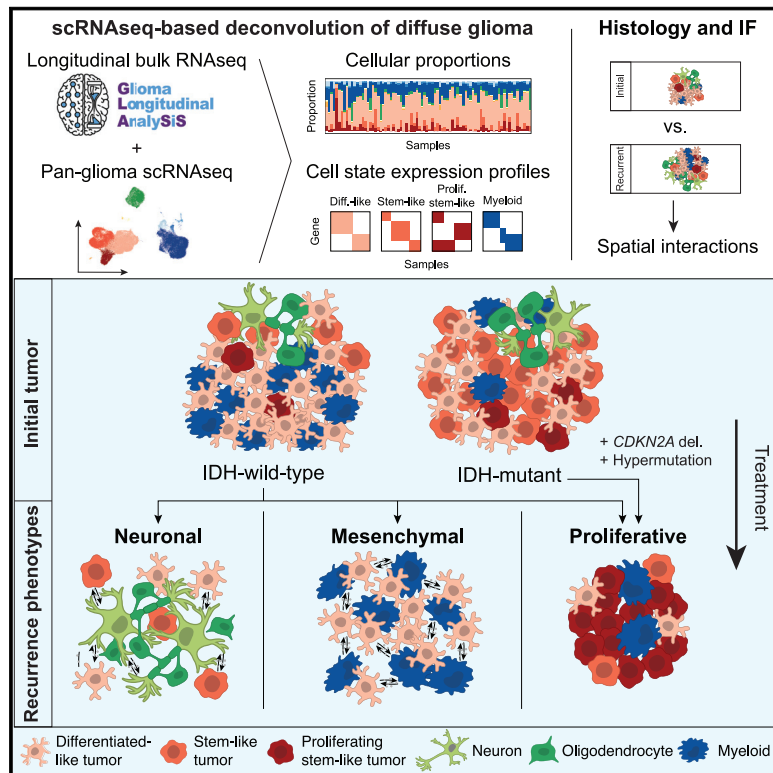 scRNAseq-based deconvolution of diffuse glioma
Longitudinal bulk RNAseq
Glioma
Longitudinal
AnalySiS
+
Pan-glioma scRNAseq
Cellular proportions
Proportion
Samples
Cell state expression profiles
Diff.-like
Stem-like
Prolif.
stem-like
Myeloid
Gene
Samples
Histology and IF
Initial
vs.
Recurrent
Spatial interactions
Initial tumor
IDH-wild-type
IDH-mutant
+ CDKN2A del.
+ Hypermutation
Treatment
Recurrence phenotypes
Neuronal
Mesenchymal
Proliferative
Differentiated-
like tumor
Stem-like
tumor
Proliferating
stem-like tumor
Neuron
Oligodendrocyte
Myeloid